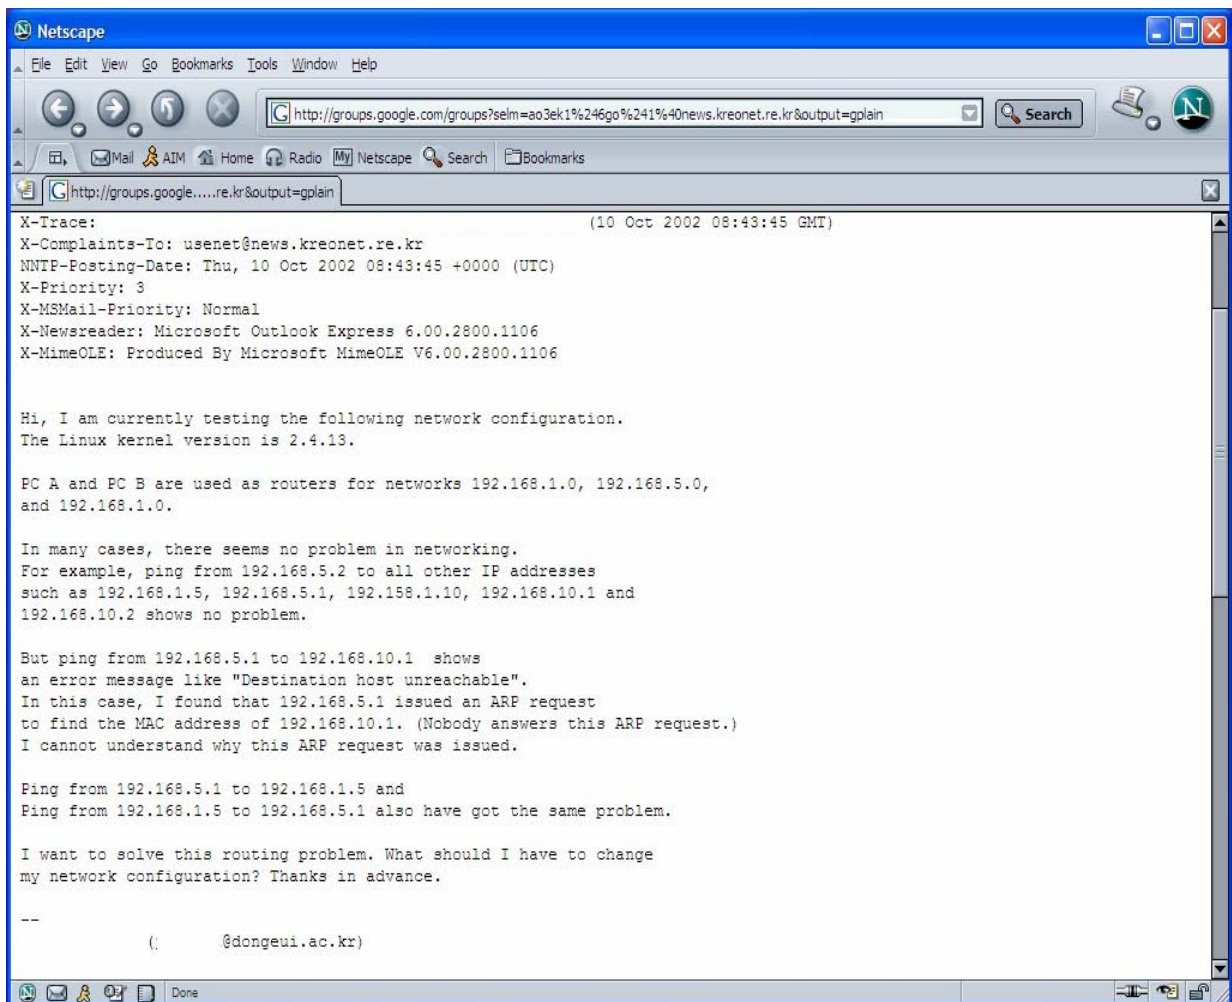 Netscape
File Edit View Go Bookmarks Tools Window Help
http://groups.google.com/groups?selm=ao3ek1%246go%241%40news.kreonet.re.kr&output=gplain Search
Mail AIM Home Radio My Netscape Search Bookmarks
http://groups.google.....re.kr&output=gplain
X-Trace: (10 Oct 2002 08:43:45 GMT)
X-Complaints-To: usenet@news.kreonet.re.kr
NNTP-Posting-Date: Thu, 10 Oct 2002 08:43:45 +0000 (UTC)
X-Priority: 3
X-MSMail-Priority: Normal
X-Newsreader: Microsoft Outlook Express 6.00.2800.1106
X-MimeOLE: Produced By Microsoft MimeOLE V6.00.2800.1106
Hi, I am currently testing the following network configuration.
The Linux kernel version is 2.4.13.
PC A and PC B are used as routers for networks 192.168.1.0, 192.168.5.0,
and 192.168.1.0.
In many cases, there seems no problem in networking.
For example, ping from 192.168.5.2 to all other IP addresses
such as 192.168.1.5, 192.168.5.1, 192.158.1.10, 192.168.10.1 and
192.168.10.2 shows no problem.
But ping from 192.168.5.1 to 192.168.10.1 shows
an error message like "Destination host unreachable".
In this case, I found that 192.168.5.1 issued an ARP request
to find the MAC address of 192.168.10.1. (Nobody answers this ARP request.)
I cannot understand why this ARP request was issued.
Ping from 192.168.5.1 to 192.168.1.5 and
Ping from 192.168.1.5 to 192.168.5.1 also have got the same problem.
I want to solve this routing problem. What should I have to change
my network configuration? Thanks in advance.
--
( @dongeui.ac.kr)
Done